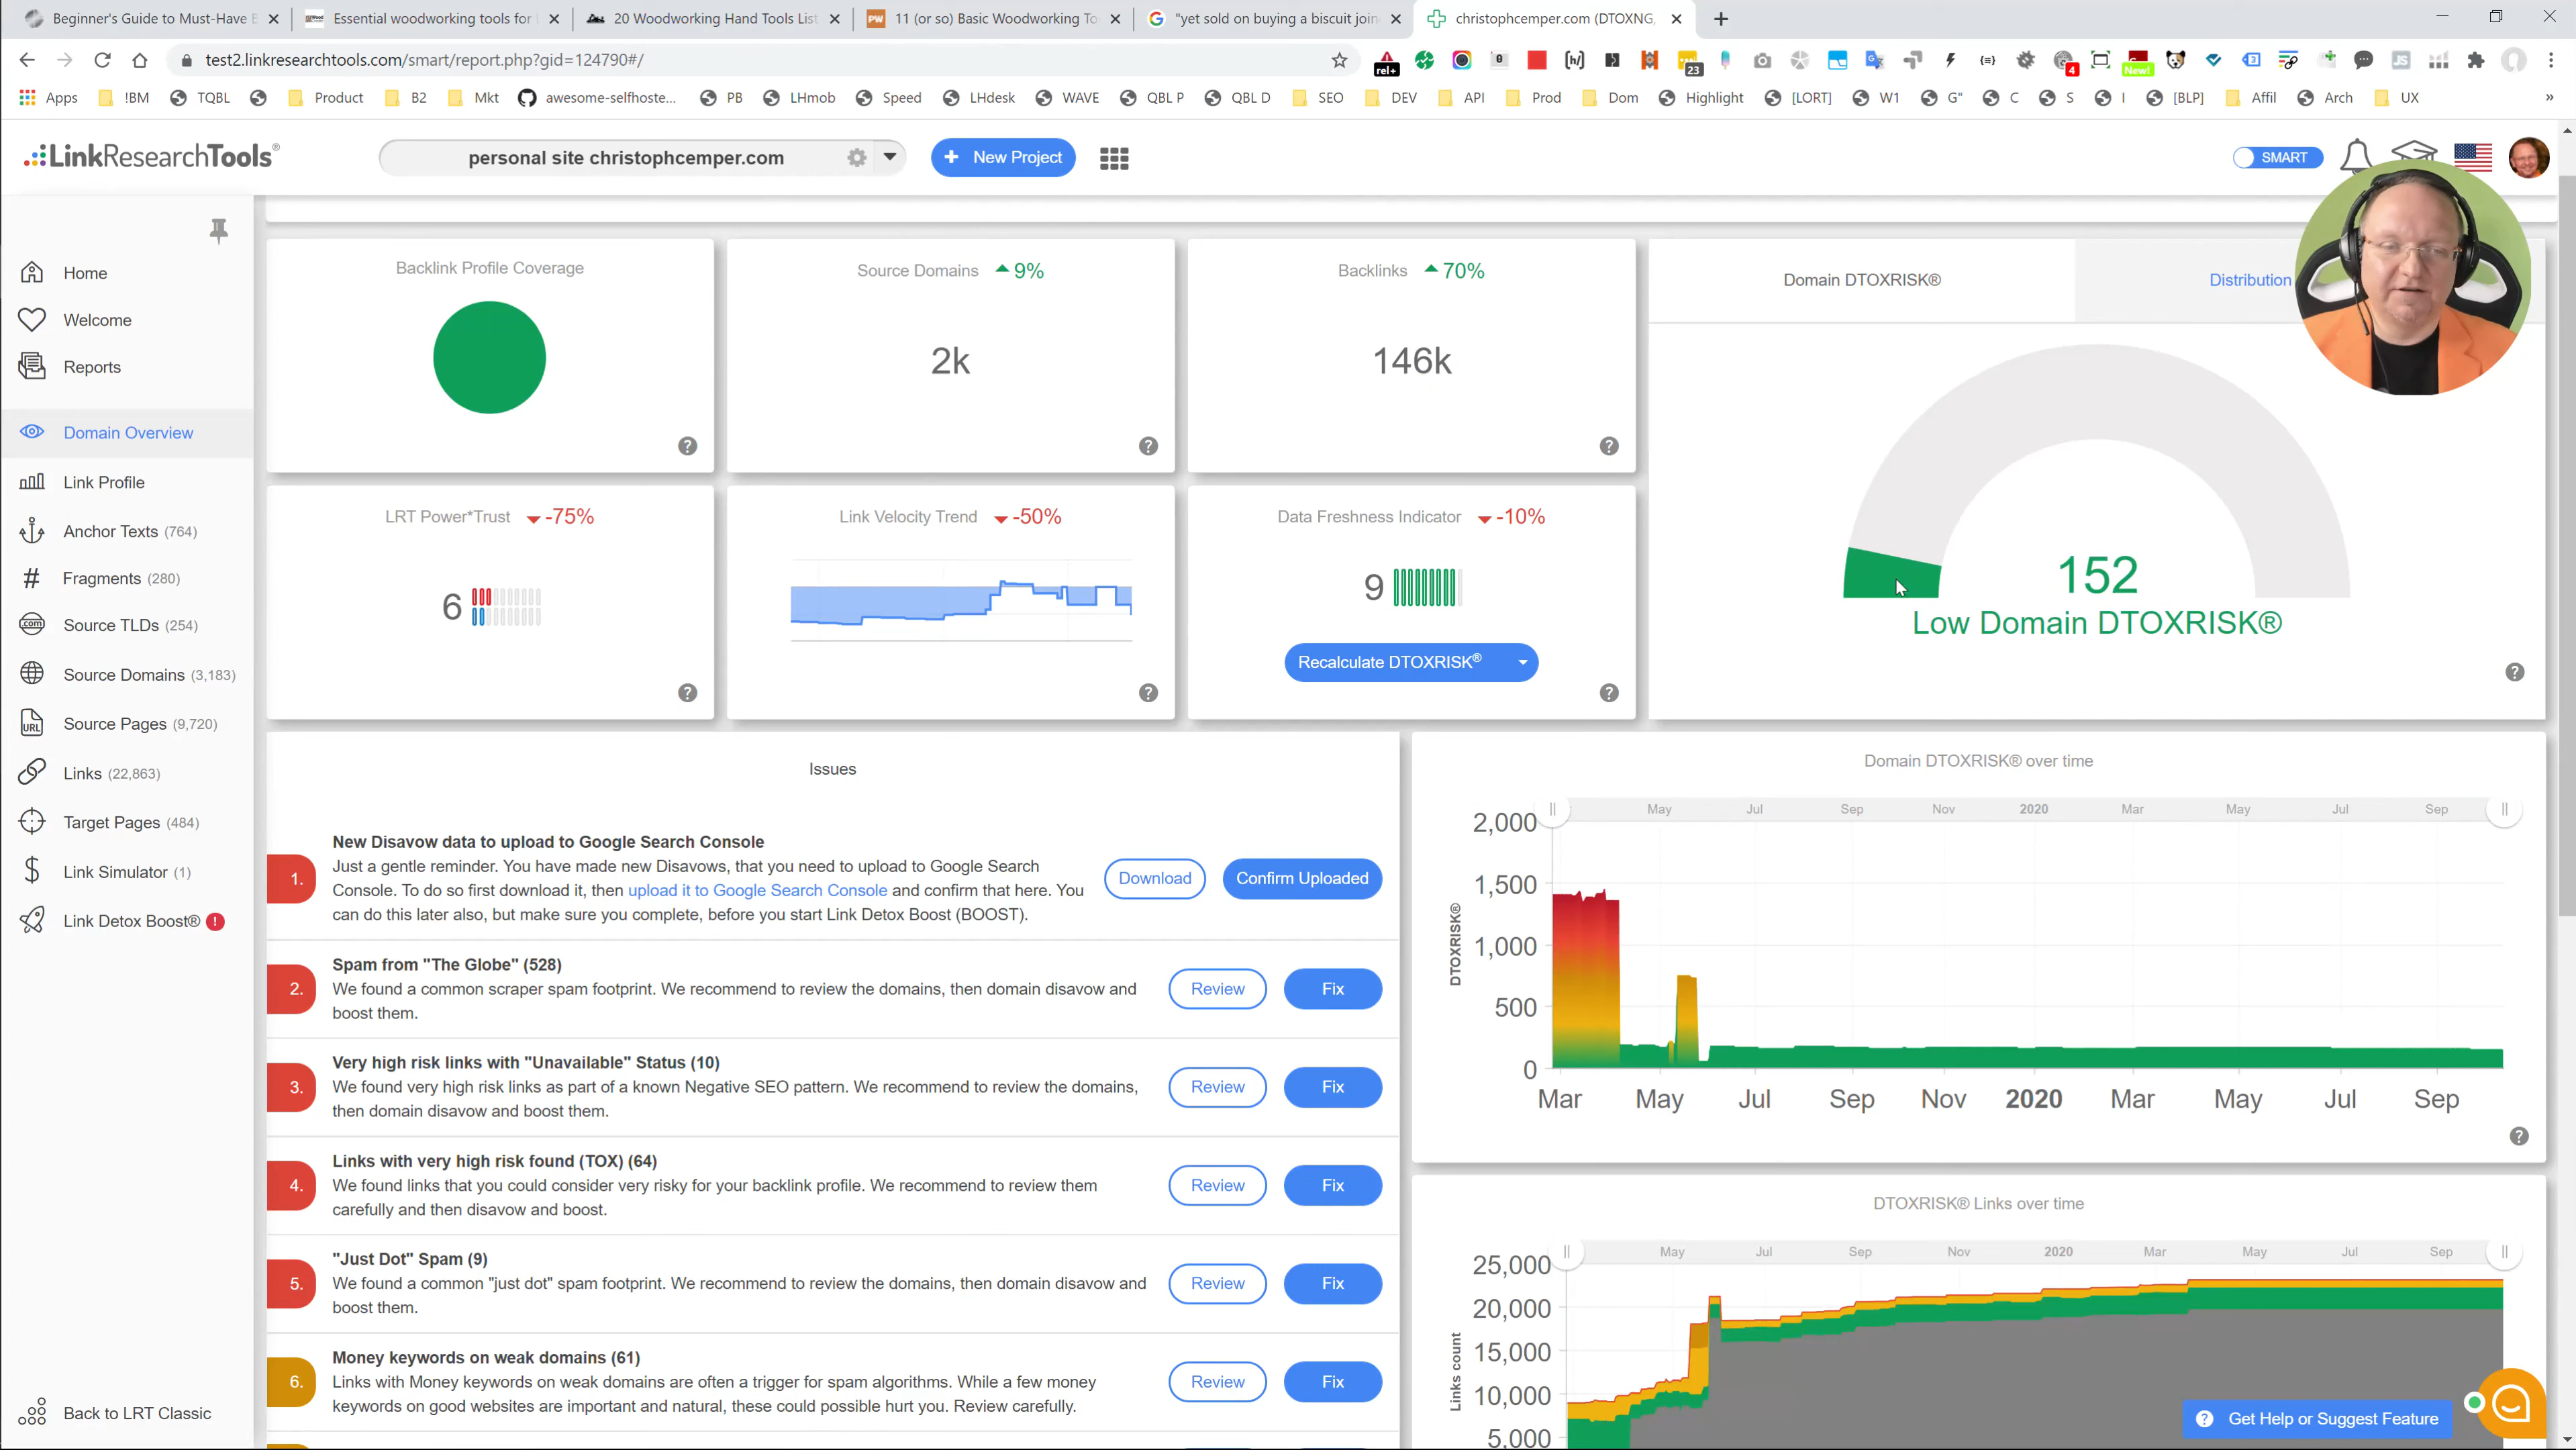 Beginner's Guide to Must-Have B
Essential woodworking tools for
20 Woodworking Hand Tools List
11 (or so) Basic Woodworking To
"yet sold on buying a biscuit join
christophcemper.com (DTOXNG,
test2.linkresearchtools.com/smart/report.php?gid=124790#/
rel+
23
4
New!
Apps !BM TQBL Product B2 Mkt awesome-selfhoste... PB LHmob Speed LHdesk WAVE QBL P QBL D SEO DEV API Prod Dom Highlight [LORT] W1 G" C S I [BLP] Affil Arch UX »
LinkResearchTools®
personal site christophcemper.com
+ New Project
SMART
Home
Welcome
Reports
Domain Overview
Link Profile
Anchor Texts (764)
Fragments (280)
Source TLDs (254)
Source Domains (3,183)
Source Pages (9,720)
Links (22,863)
Target Pages (484)
Link Simulator (1)
Link Detox Boost® !
Back to LRT Classic
Backlink Profile Coverage
Source Domains 9%
2k
Backlinks 70%
146k
Domain DTOXRISK®
Distribution
152
Low Domain DTOXRISK®
LRT Power*Trust -75%
6
Link Velocity Trend -50%
Data Freshness Indicator -10%
9
Recalculate DTOXRISK®
Issues
1.
New Disavow data to upload to Google Search Console
Just a gentle reminder. You have made new Disavows, that you need to upload to Google Search
Console. To do so first download it, then upload it to Google Search Console and confirm that here. You
can do this later also, but make sure you complete, before you start Link Detox Boost (BOOST).
Download
Confirm Uploaded
2.
Spam from "The Globe" (528)
We found a common scraper spam footprint. We recommend to review the domains, then domain disavow and
boost them.
Review
Fix
3.
Very high risk links with "Unavailable" Status (10)
We found very high risk links as part of a known Negative SEO pattern. We recommend to review the domains,
then domain disavow and boost them.
Review
Fix
4.
Links with very high risk found (TOX) (64)
We found links that you could consider very risky for your backlink profile. We recommend to review them
carefully and then disavow and boost.
Review
Fix
5.
"Just Dot" Spam (9)
We found a common "just dot" spam footprint. We recommend to review the domains, then domain disavow and
boost them.
Review
Fix
6.
Money keywords on weak domains (61)
Links with Money keywords on weak domains are often a trigger for spam algorithms. While a few money
keywords on good websites are important and natural, these could possible hurt you. Review carefully.
Review
Fix
Domain DTOXRISK® over time
May Jul Sep Nov 2020 Mar May Jul Sep
DTOXRISK®
2,000
1,500
1,000
500
0
Mar May Jul Sep Nov 2020 Mar May Jul Sep
DTOXRISK® Links over time
May Jul Sep Nov 2020 Mar May Jul Sep
Links count
25,000
20,000
15,000
10,000
5,000
Get Help or Suggest Feature